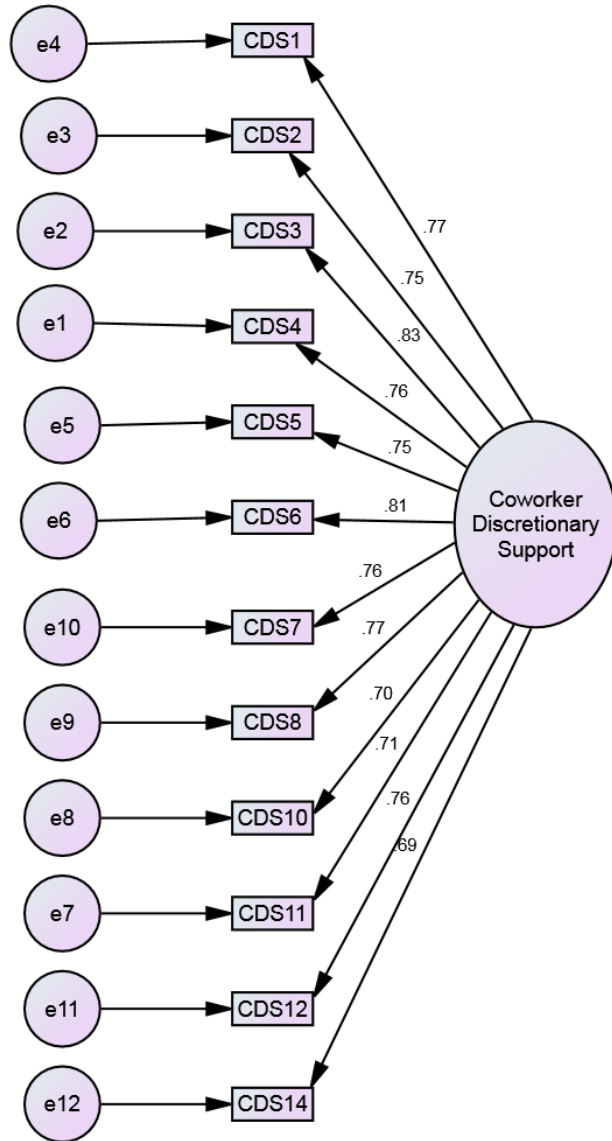 e4
CDS1
e3
CDS2
e2
CDS3
e1
CDS4
e5
CDS5
e6
CDS6
e10
CDS7
e9
CDS8
e8
CDS10
e7
CDS11
e11
CDS12
e12
CDS14
.77
.75
.83
.76
.75
.81
.76
.77
.70
.71
.76
.69
Coworker
Discretionary
Support